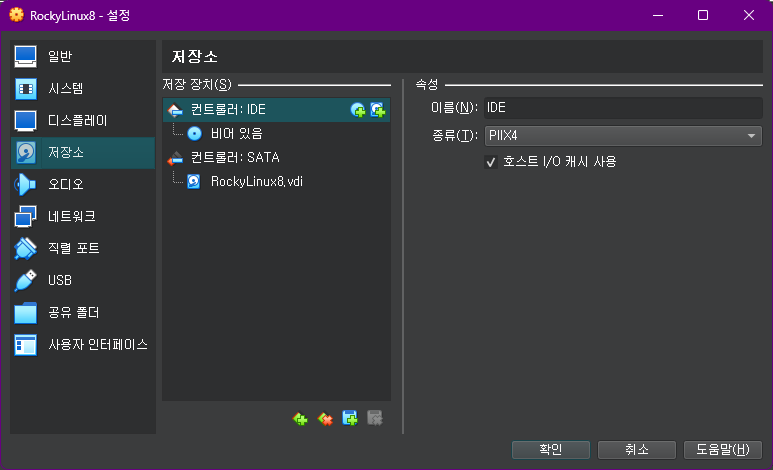 RockyLinux8 - 설정
일반
시스템
디스플레이
저장소
오디오
네트워크
직렬 포트
USB
공유 폴더
사용자 인터페이스
저장소
저장 장치(S)
컨트롤러: IDE
비어 있음
컨트롤러: SATA
RockyLinux8.vdi
속성
이름(N): IDE
종류(T): PIIX4
호스트 I/O 캐시 사용
확인 취소 도움말(H)